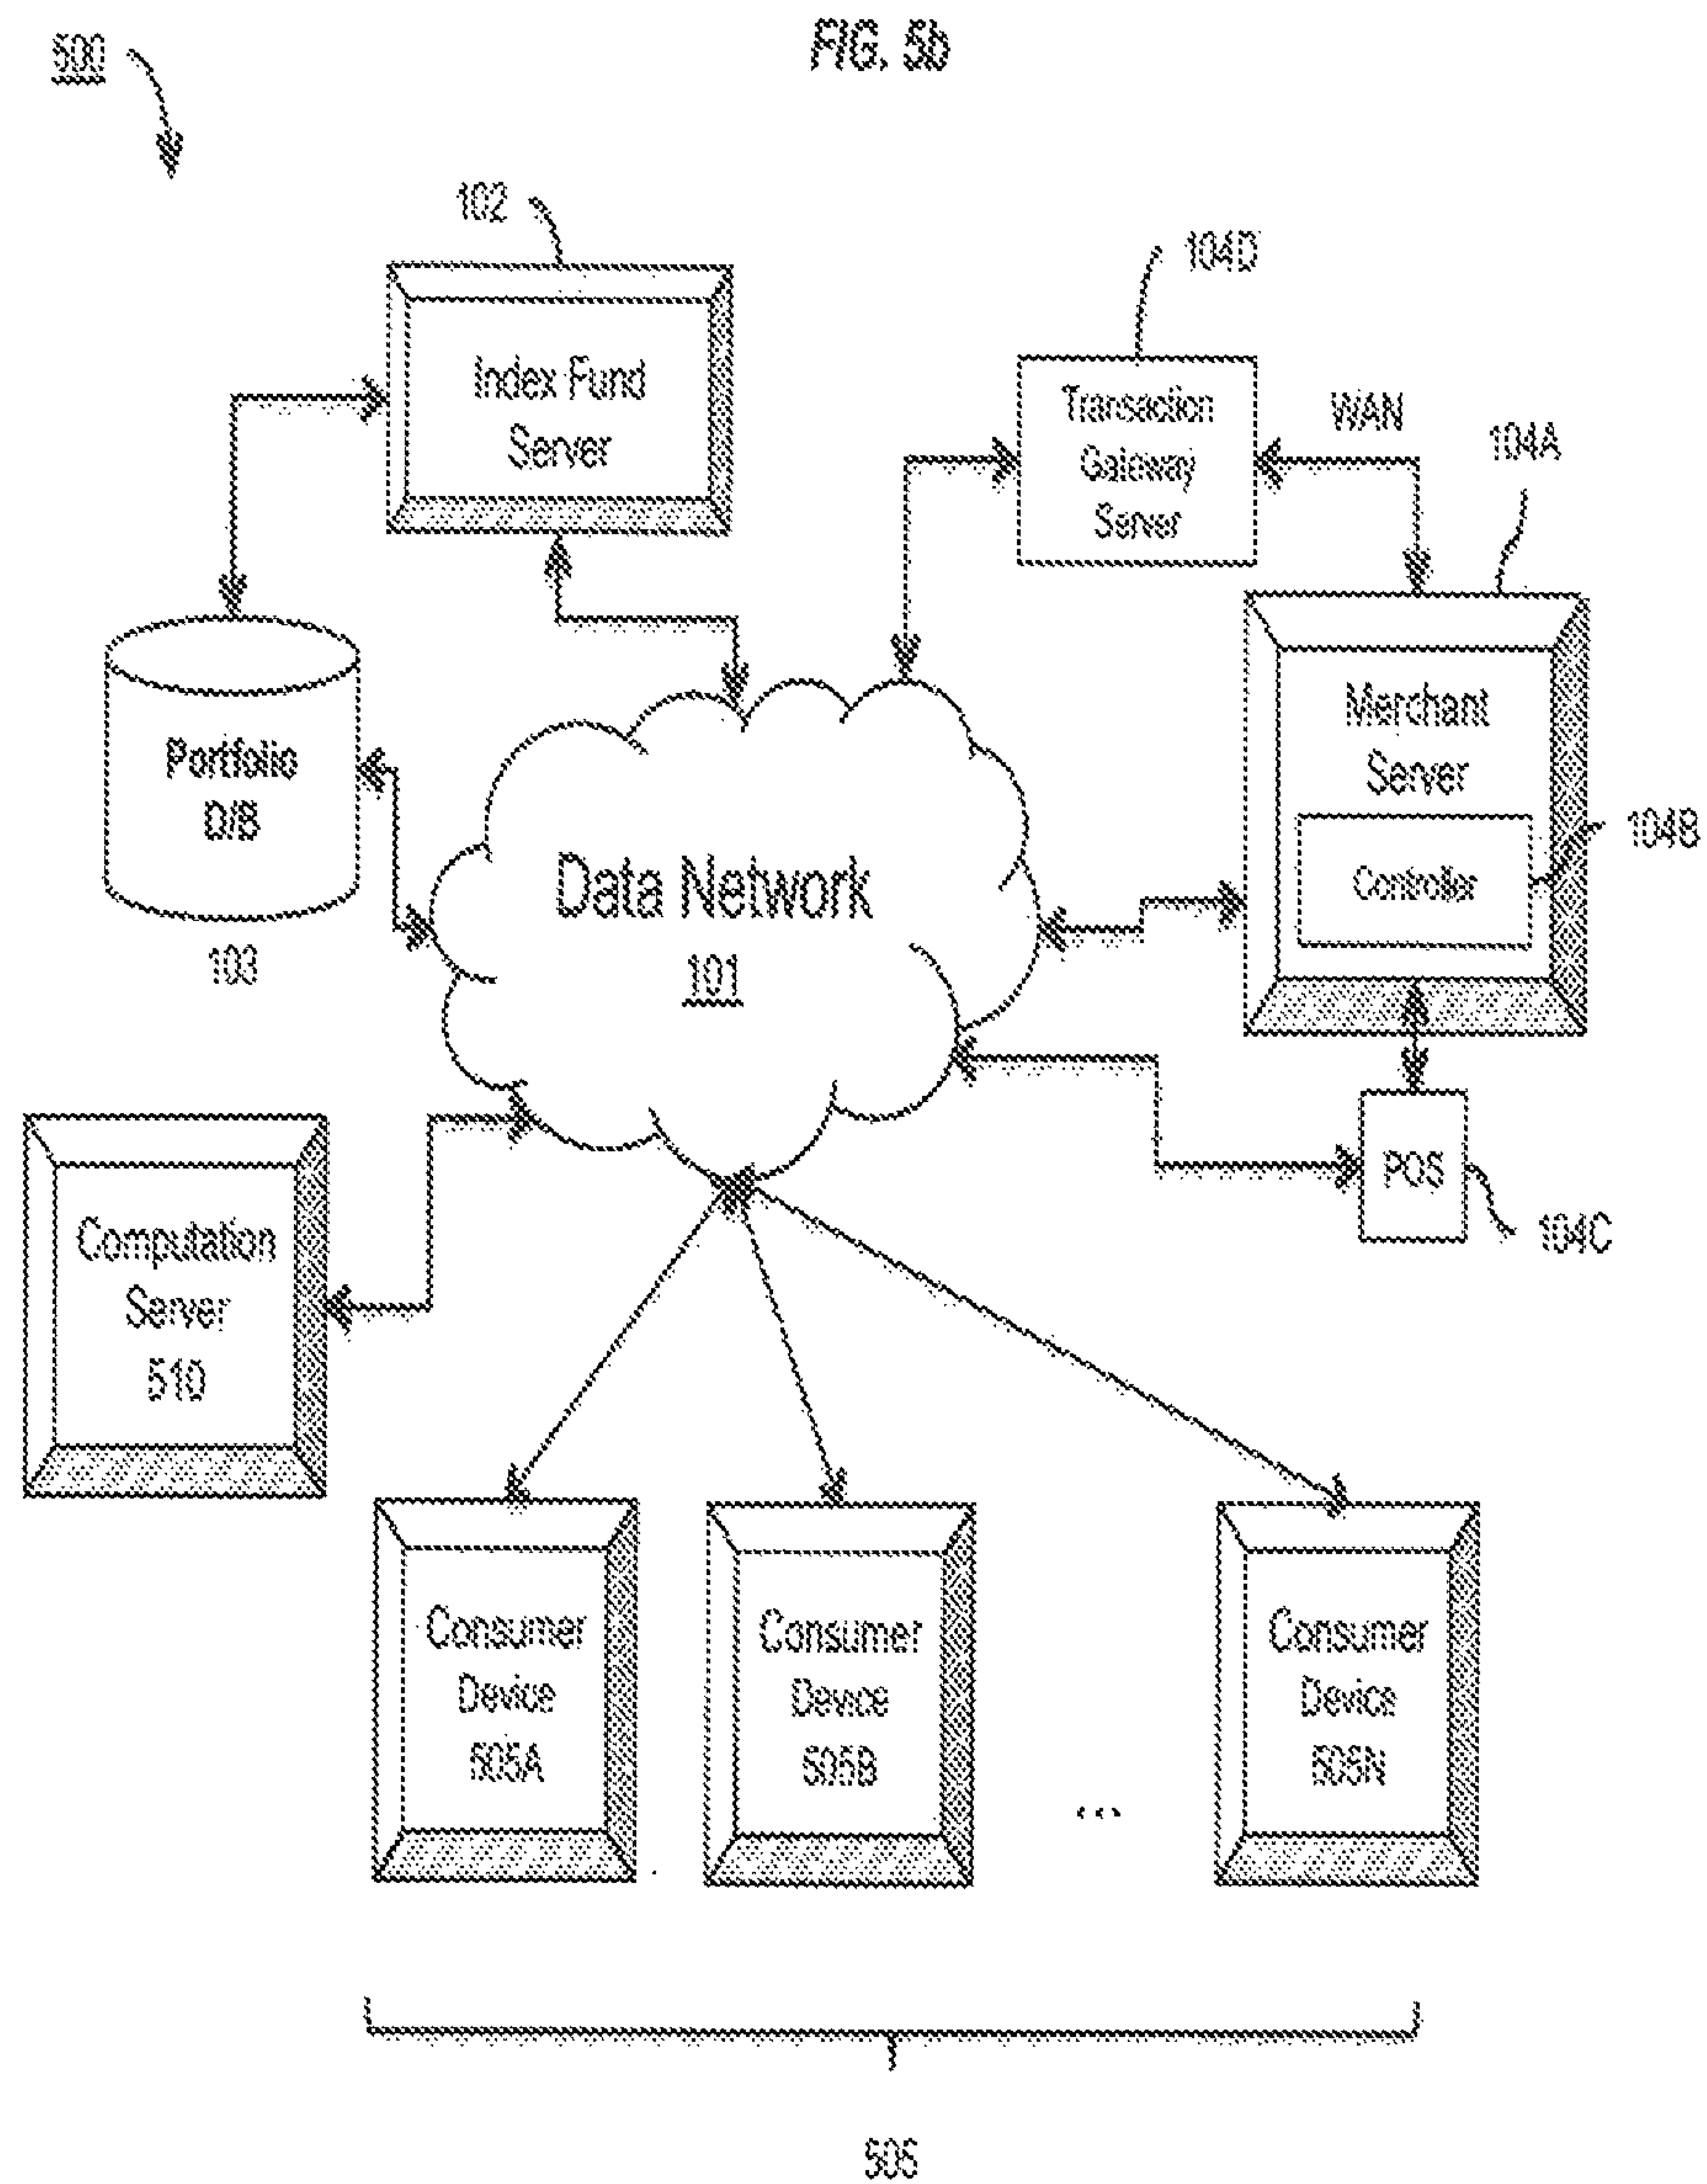 500
FIG. 5b
102
104D
Index Fund
Server
Transaction
Gateway
Server
WAN
104A
Merchant
Server
Controller
104B
Portfolio
D/B
103
Data Network
101
POS
104C
Computation
Server
510
Consumer
Device
505A
Consumer
Device
505B
...
Consumer
Device
505N
505